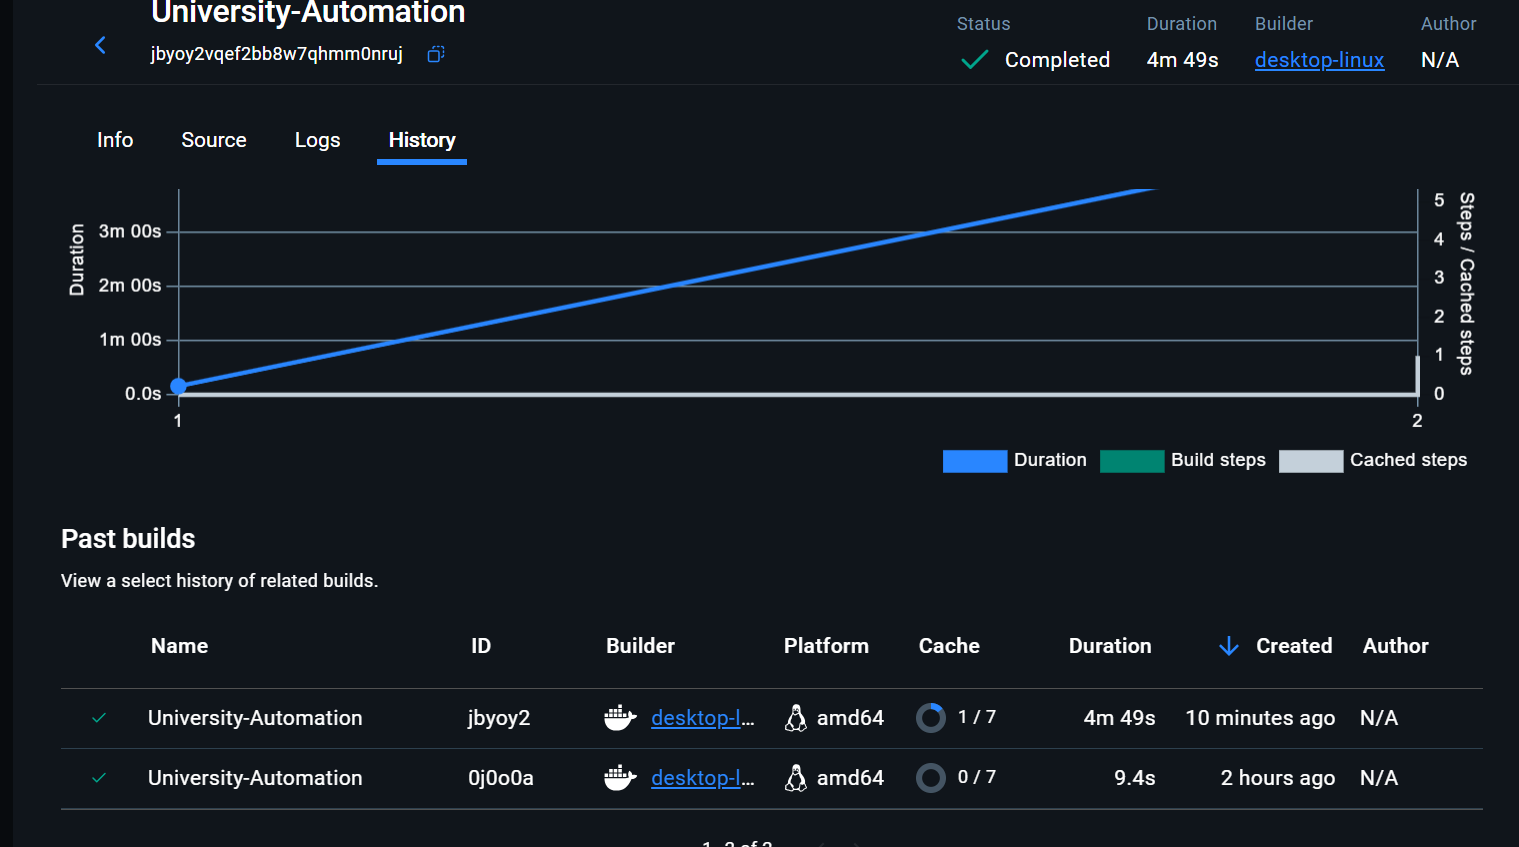 University-Automation
jbyoy2vqef2bb8w7qhmm0nruj
Status Duration Builder Author
Completed 4m 49s desktop-linux N/A
Info Source Logs History
Duration
3m 00s
2m 00s
1m 00s
0.0s
1 2
5
4
3
2
1
0
Steps / Cached steps
Duration Build steps Cached steps
Past builds
View a select history of related builds.
Name ID Builder Platform Cache Duration Created Author
University-Automation jbyoy2 desktop-l... amd64 1 / 7 4m 49s 10 minutes ago N/A
University-Automation 0j0o0a desktop-l... amd64 0 / 7 9.4s 2 hours ago N/A